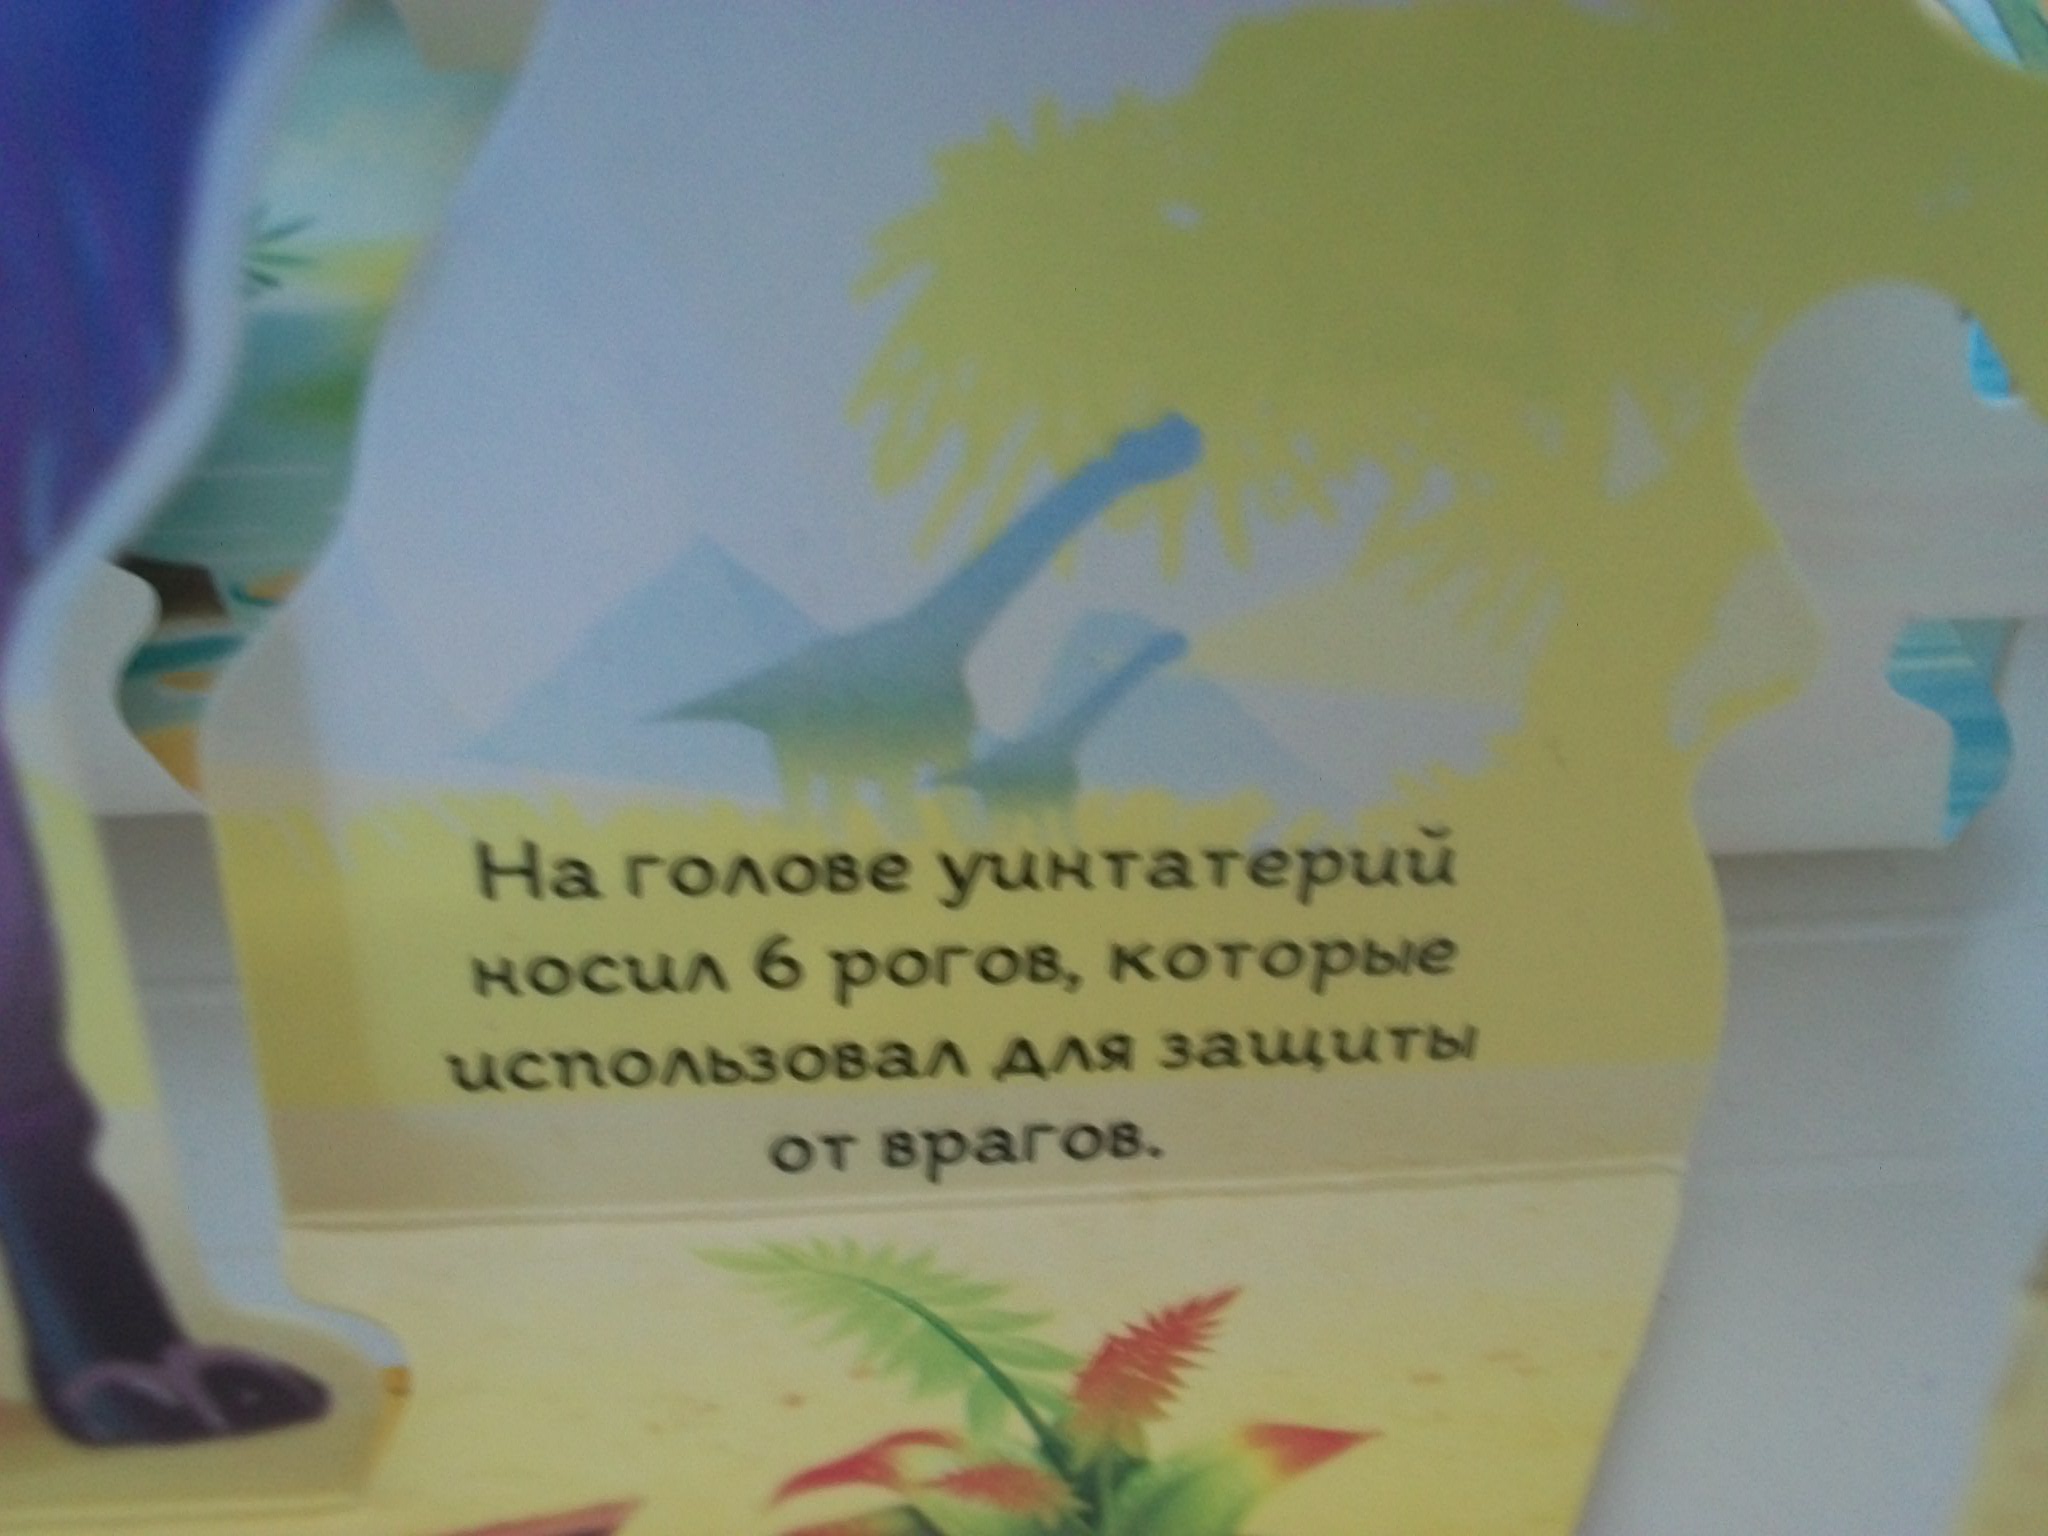 На голове уинтатерий
носил 6 рогов, которые
использовал для защиты
от врагов.